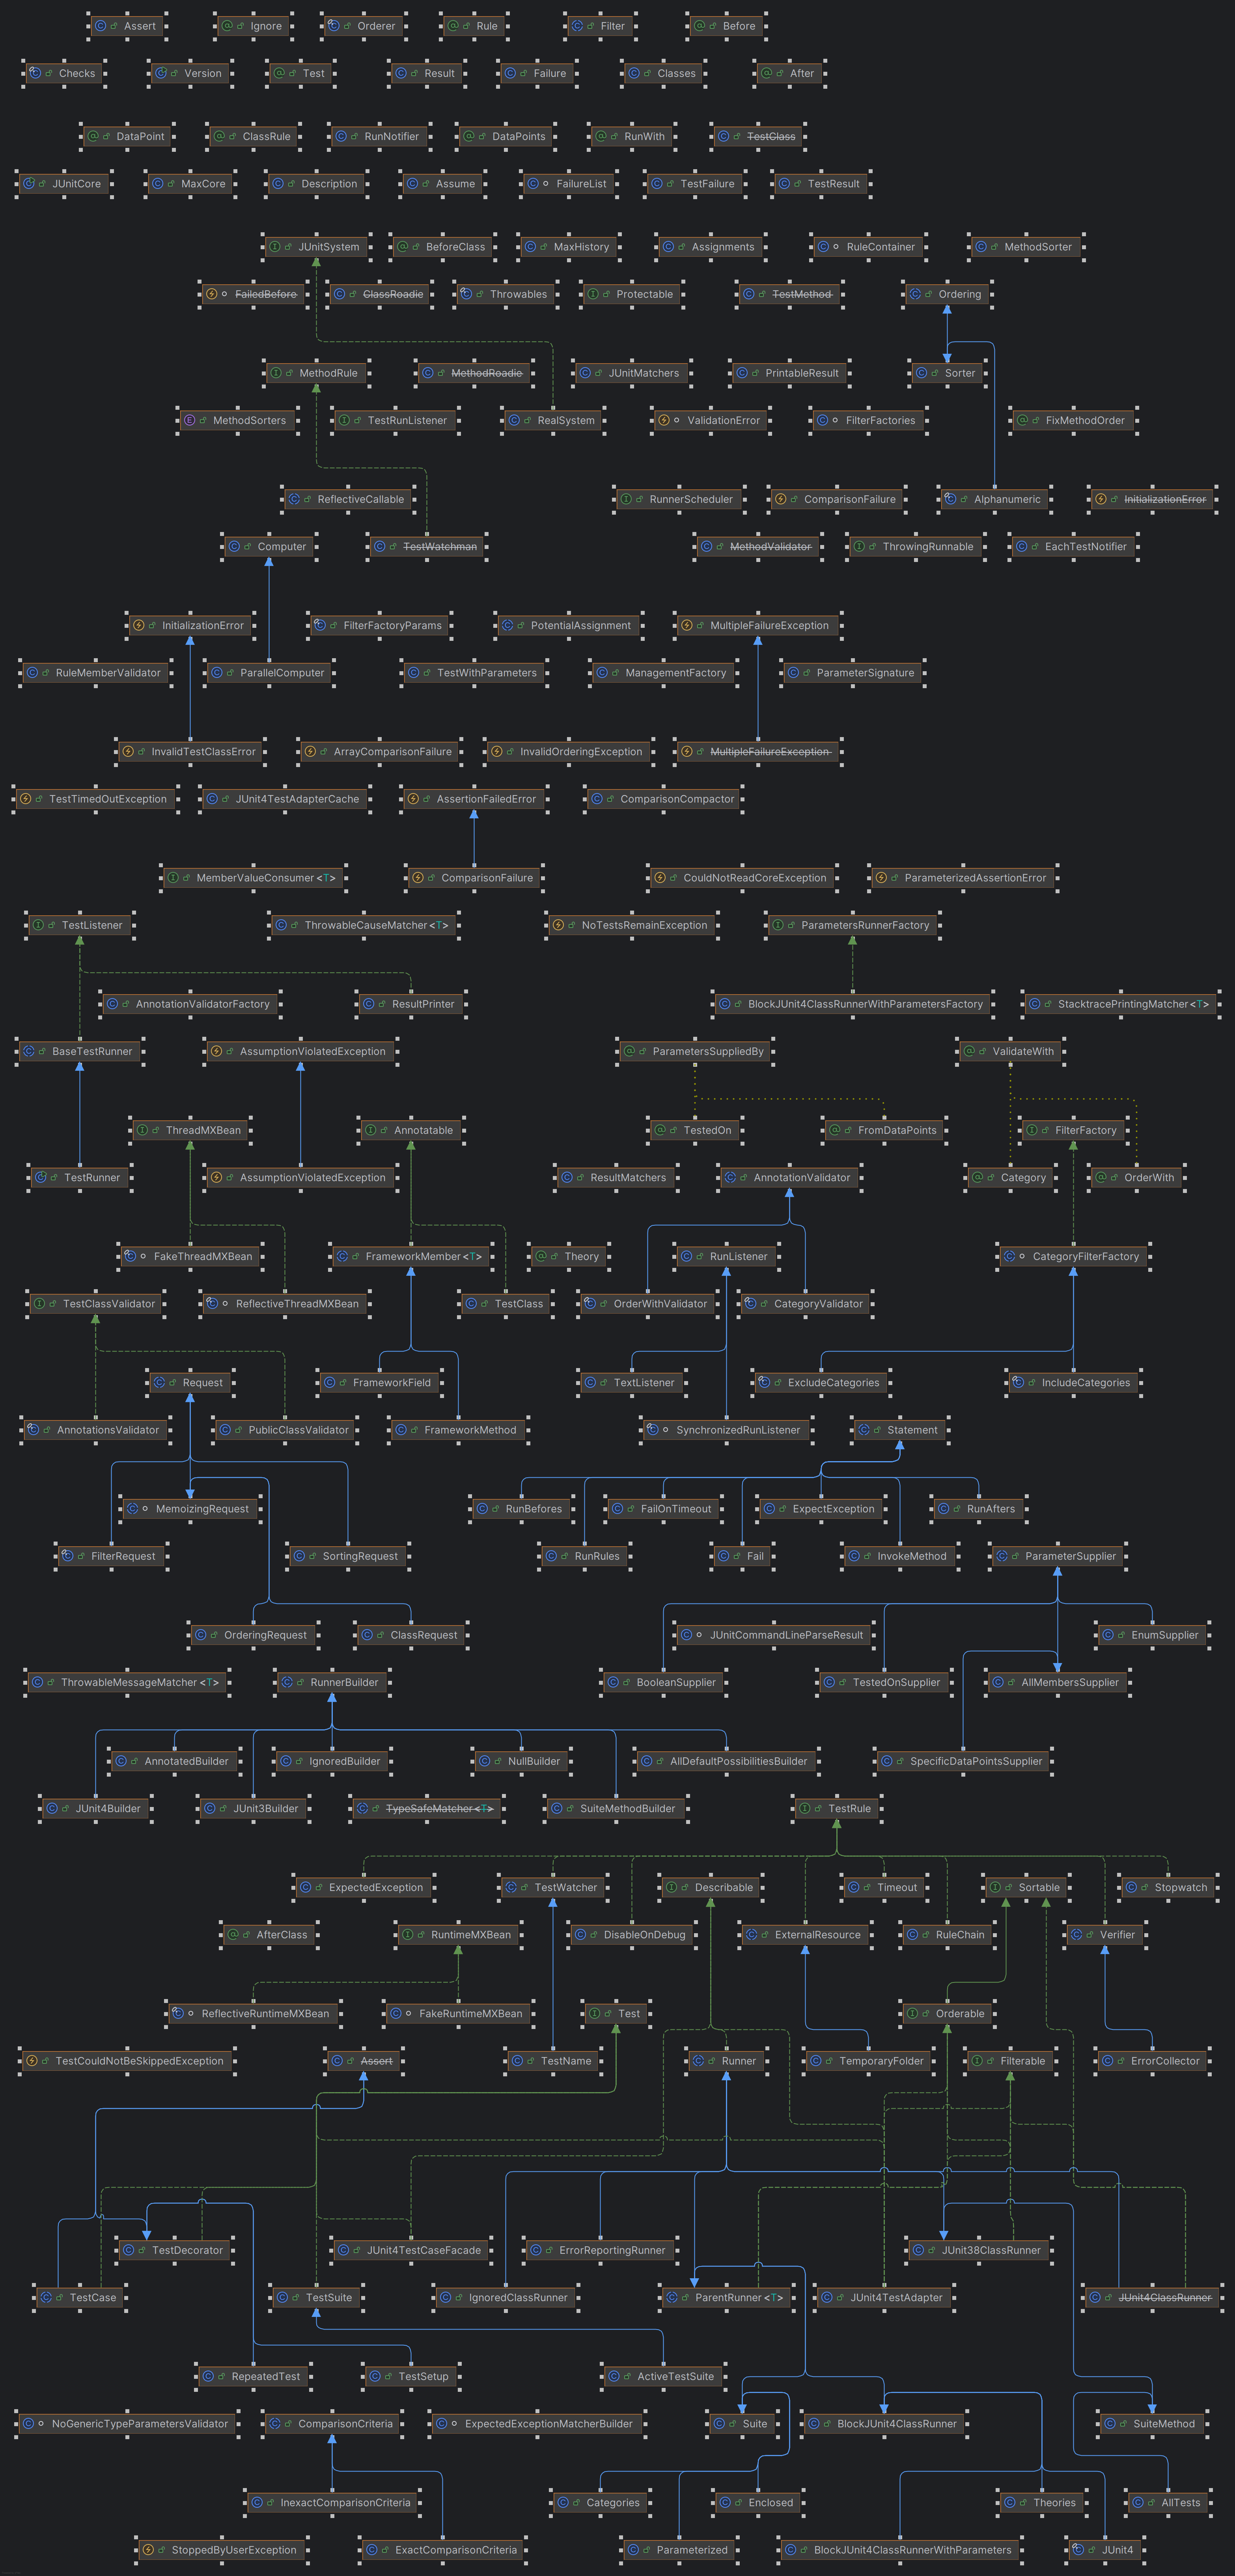 Assert Ignore Orderer Rule Filter Before
Checks Version Test Result Failure Classes After
DataPoint ClassRule RunNotifier DataPoints RunWith TestClass
JUnitCore MaxCore Description Assume FailureList TestFailure TestResult
JUnitSystem BeforeClass MaxHistory Assignments RuleContainer MethodSorter
FailedBefore ClassRoadie Throwables Protectable TestMethod Ordering
MethodRule MethodRoadie JUnitMatchers PrintableResult Sorter
MethodSorters TestRunListener RealSystem ValidationError FilterFactories FixMethodOrder
ReflectiveCallable RunnerScheduler ComparisonFailure Alphanumeric InitializationError
Computer TestWatchman MethodValidator ThrowingRunnable EachTestNotifier
InitializationError FilterFactoryParams PotentialAssignment MultipleFailureException
RuleMemberValidator ParallelComputer TestWithParameters ManagementFactory ParameterSignature
InvalidTestClassError ArrayComparisonFailure InvalidOrderingException MultipleFailureException
TestTimedOutException JUnit4TestAdapterCache AssertionFailedError ComparisonCompactor
MemberValueConsumer<T> ComparisonFailure CouldNotReadCoreException ParameterizedAssertionError
TestListener ThrowableCauseMatcher<T> NoTestsRemainException ParametersRunnerFactory
AnnotationValidatorFactory ResultPrinter BlockJUnit4ClassRunnerWithParametersFactory StacktracePrintingMatcher<T>
BaseTestRunner AssumptionViolatedException ParametersSuppliedBy ValidateWith
ThreadMXBean Annotatable TestedOn FromDataPoints FilterFactory
TestRunner AssumptionViolatedException ResultMatchers AnnotationValidator Category OrderWith
FakeThreadMXBean FrameworkMember<T> Theory RunListener CategoryFilterFactory
TestClassValidator ReflectiveThreadMXBean TestClass OrderWithValidator CategoryValidator
Request FrameworkField TextListener ExcludeCategories IncludeCategories
AnnotationsValidator PublicClassValidator FrameworkMethod SynchronizedRunListener Statement
MemoizingRequest RunBefores FailOnTimeout ExpectException RunAfters
FilterRequest SortingRequest RunRules Fail InvokeMethod ParameterSupplier
OrderingRequest ClassRequest JUnitCommandLineParseResult EnumSupplier
ThrowableMessageMatcher<T> RunnerBuilder BooleanSupplier TestedOnSupplier AllMembersSupplier
AnnotatedBuilder IgnoredBuilder NullBuilder AllDefaultPossibilitiesBuilder SpecificDataPointsSupplier
JUnit4Builder JUnit3Builder TypeSafeMatcher<T> SuiteMethodBuilder TestRule
ExpectedException TestWatcher Describable Timeout Sortable Stopwatch
AfterClass RuntimeMXBean DisableOnDebug ExternalResource RuleChain Verifier
ReflectiveRuntimeMXBean FakeRuntimeMXBean Test Orderable
TestCouldNotBeSkippedException Assert TestName Runner TemporaryFolder Filterable ErrorCollector
TestDecorator JUnit4TestCaseFacade ErrorReportingRunner JUnit38ClassRunner
TestCase TestSuite IgnoredClassRunner ParentRunner<T> JUnit4TestAdapter JUnit4ClassRunner
RepeatedTest TestSetup ActiveTestSuite
NoGenericTypeParametersValidator ComparisonCriteria ExpectedExceptionMatcherBuilder Suite BlockJUnit4ClassRunner SuiteMethod
InexactComparisonCriteria Categories Enclosed Theories AllTests
StoppedByUserException ExactComparisonCriteria Parameterized BlockJUnit4ClassRunnerWithParameters JUnit4